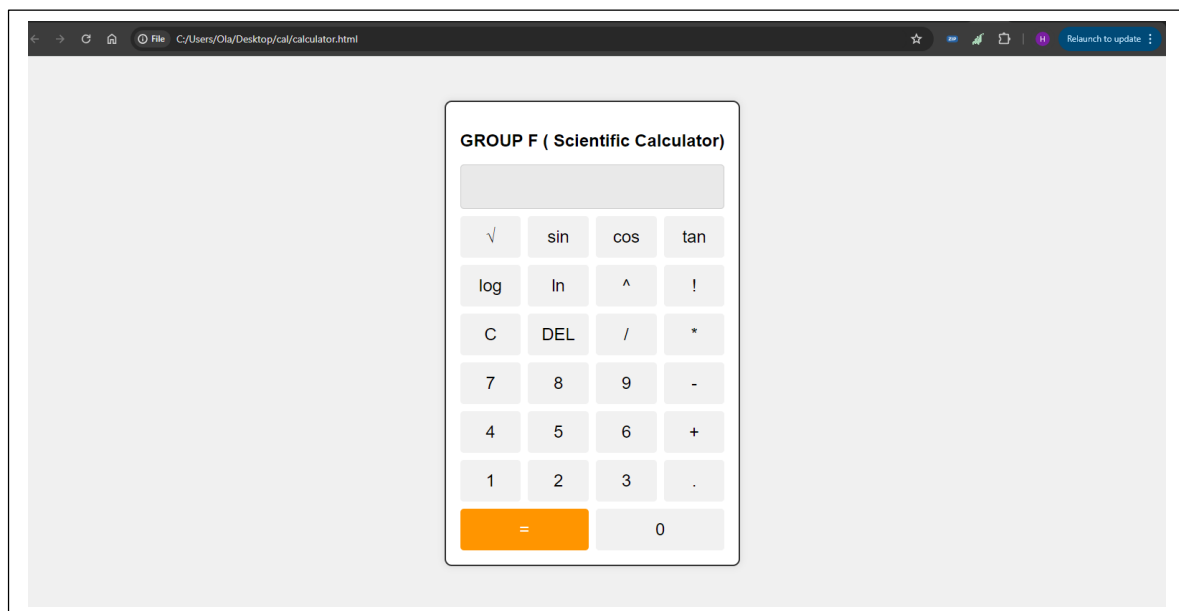 File C:/Users/Ola/Desktop/cal/calculator.html H Relaunch to update
GROUP F ( Scientific Calculator)
√ sin cos tan
log ln ^ !
C DEL / *
7 8 9 -
4 5 6 +
1 2 3 .
= 0